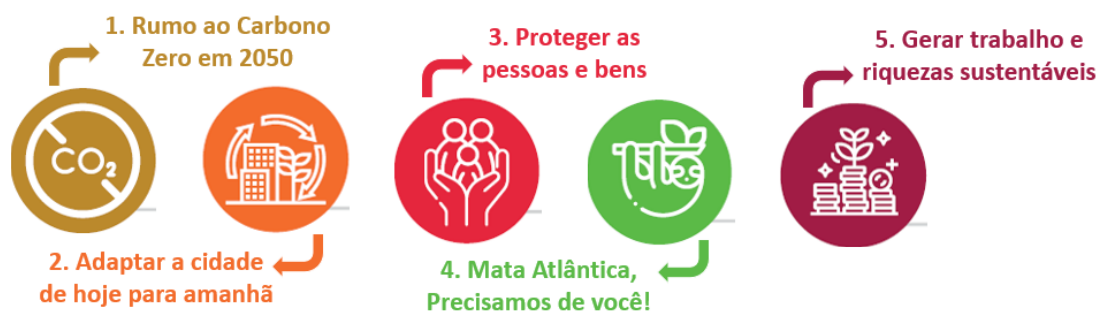 1. Rumo ao Carbono
Zero em 2050
CO2
2. Adaptar a cidade
de hoje para amanhã
3. Proteger as
pessoas e bens
4. Mata Atlântica,
Precisamos de você!
5. Gerar trabalho e
riquezas sustentáveis